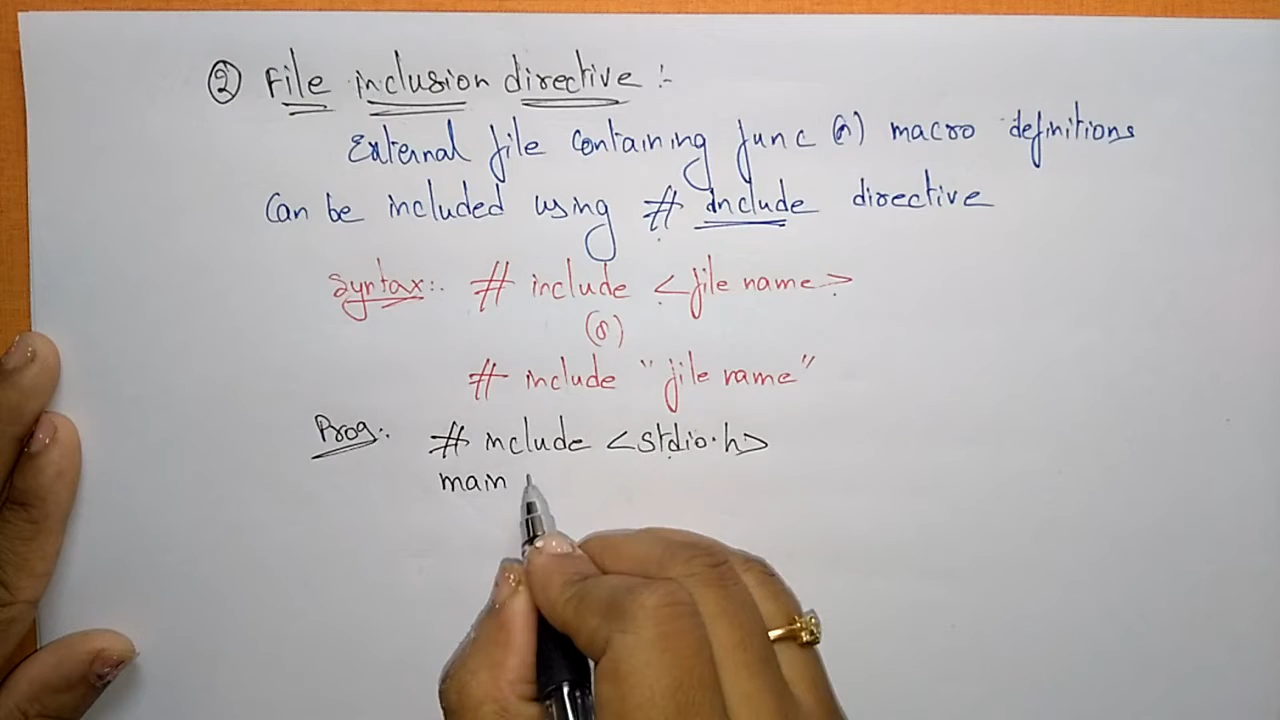 ② File inclusion directive :-
External file containing func (or) macro definitions
Can be included using # include directive
Syntax:. # include <file name>
(or)
# include "file name"
Prog:. # include <stdio.h>
main